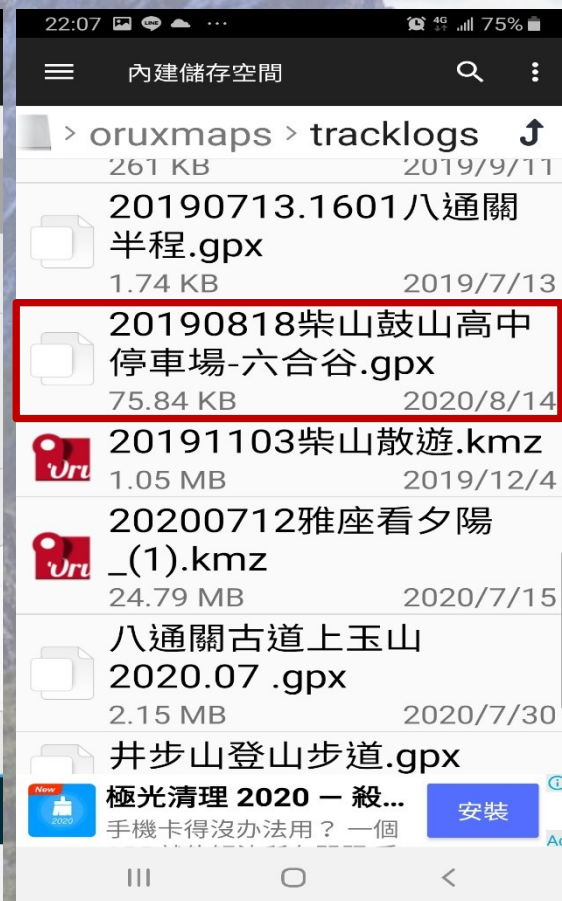 22:07 LINE ... 4G 75%
內建儲存空間
> oruxmaps > tracklogs
261 KB 2019/9/11
20190713.1601八通關
半程.gpx
1.74 KB 2019/7/13
20190818柴山鼓山高中
停車場-六合谷.gpx
75.84 KB 2020/8/14
20191103柴山散遊.kmz
Oru
1.05 MB 2019/12/4
20200712雅座看夕陽
_(1).kmz
Oru
24.79 MB 2020/7/15
八通關古道上玉山
2020.07 .gpx
2.15 MB 2020/7/30
井步山登山步道.gpx
New
2020
極光清理 2020 – 殺...
手機卡得沒办法用? 一個
安裝